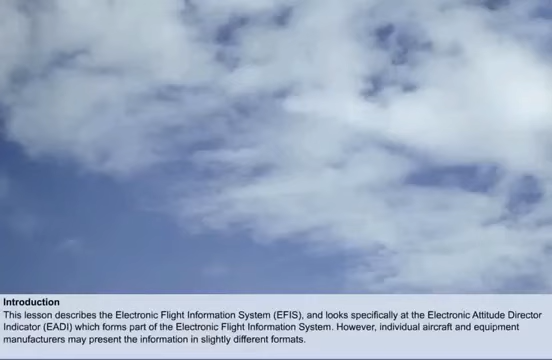 Introduction
This lesson describes the Electronic Flight Information System (EFIS), and looks specifically at the Electronic Attitude Director
Indicator (EADI) which forms part of the Electronic Flight Information System. However, individual aircraft and equipment
manufacturers may present the information in slightly different formats.